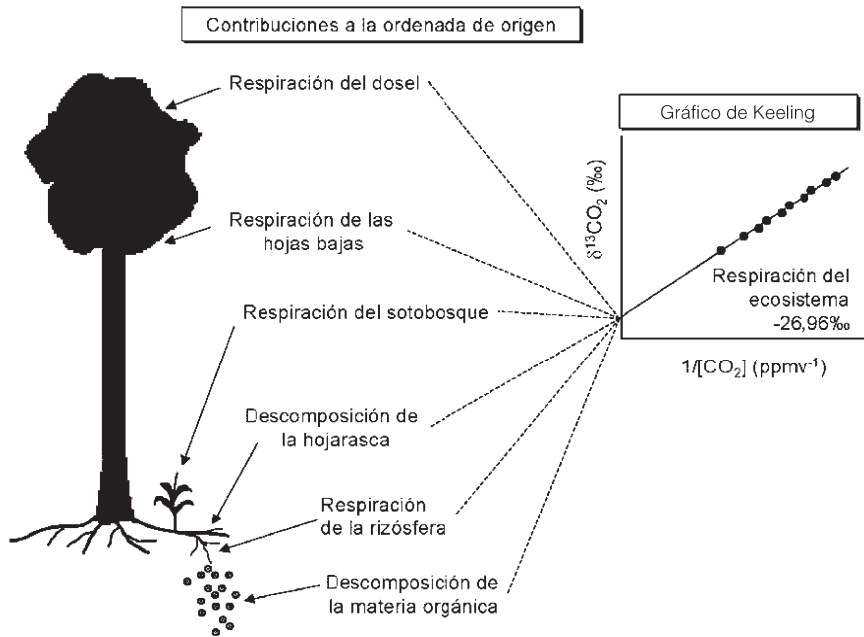 Contribuciones a la ordenada de origen
Respiración del dosel
Respiración de las
hojas bajas
Respiración del sotobosque
Descomposición de
la hojarasca
Respiración
de la rizósfera
Descomposición de
la materia orgánica
Gráfico de Keeling
δ¹³CO₂ (‰)
Respiración del
ecosistema
-26,96‰
1/[CO₂] (ppmv⁻¹)